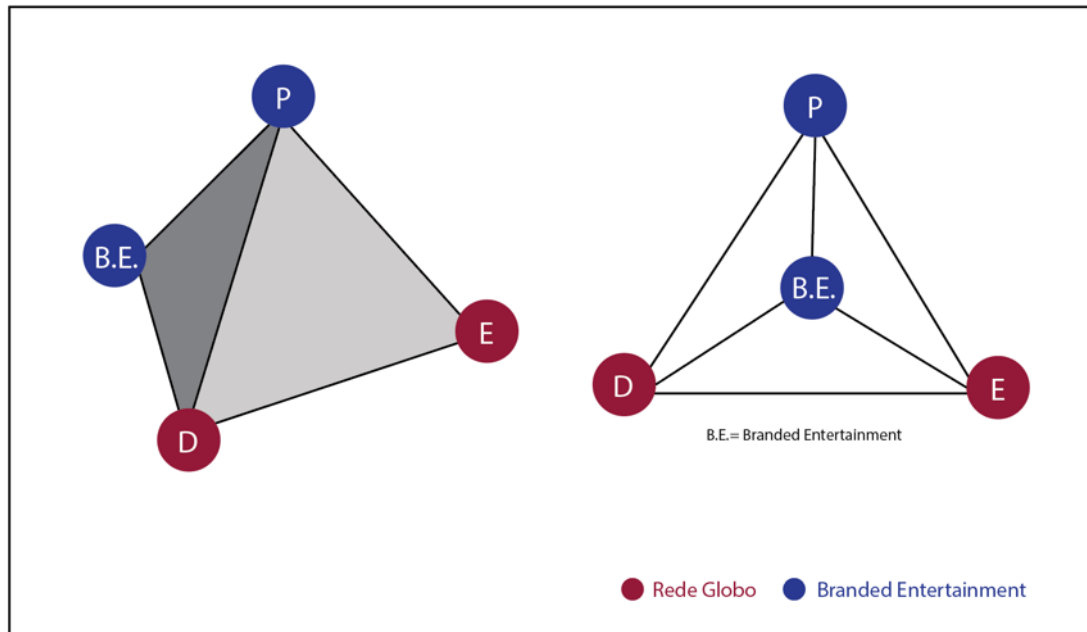 P
B.E.
E
D
P
B.E.
D
E
B.E.= Branded Entertainment
Rede Globo
Branded Entertainment